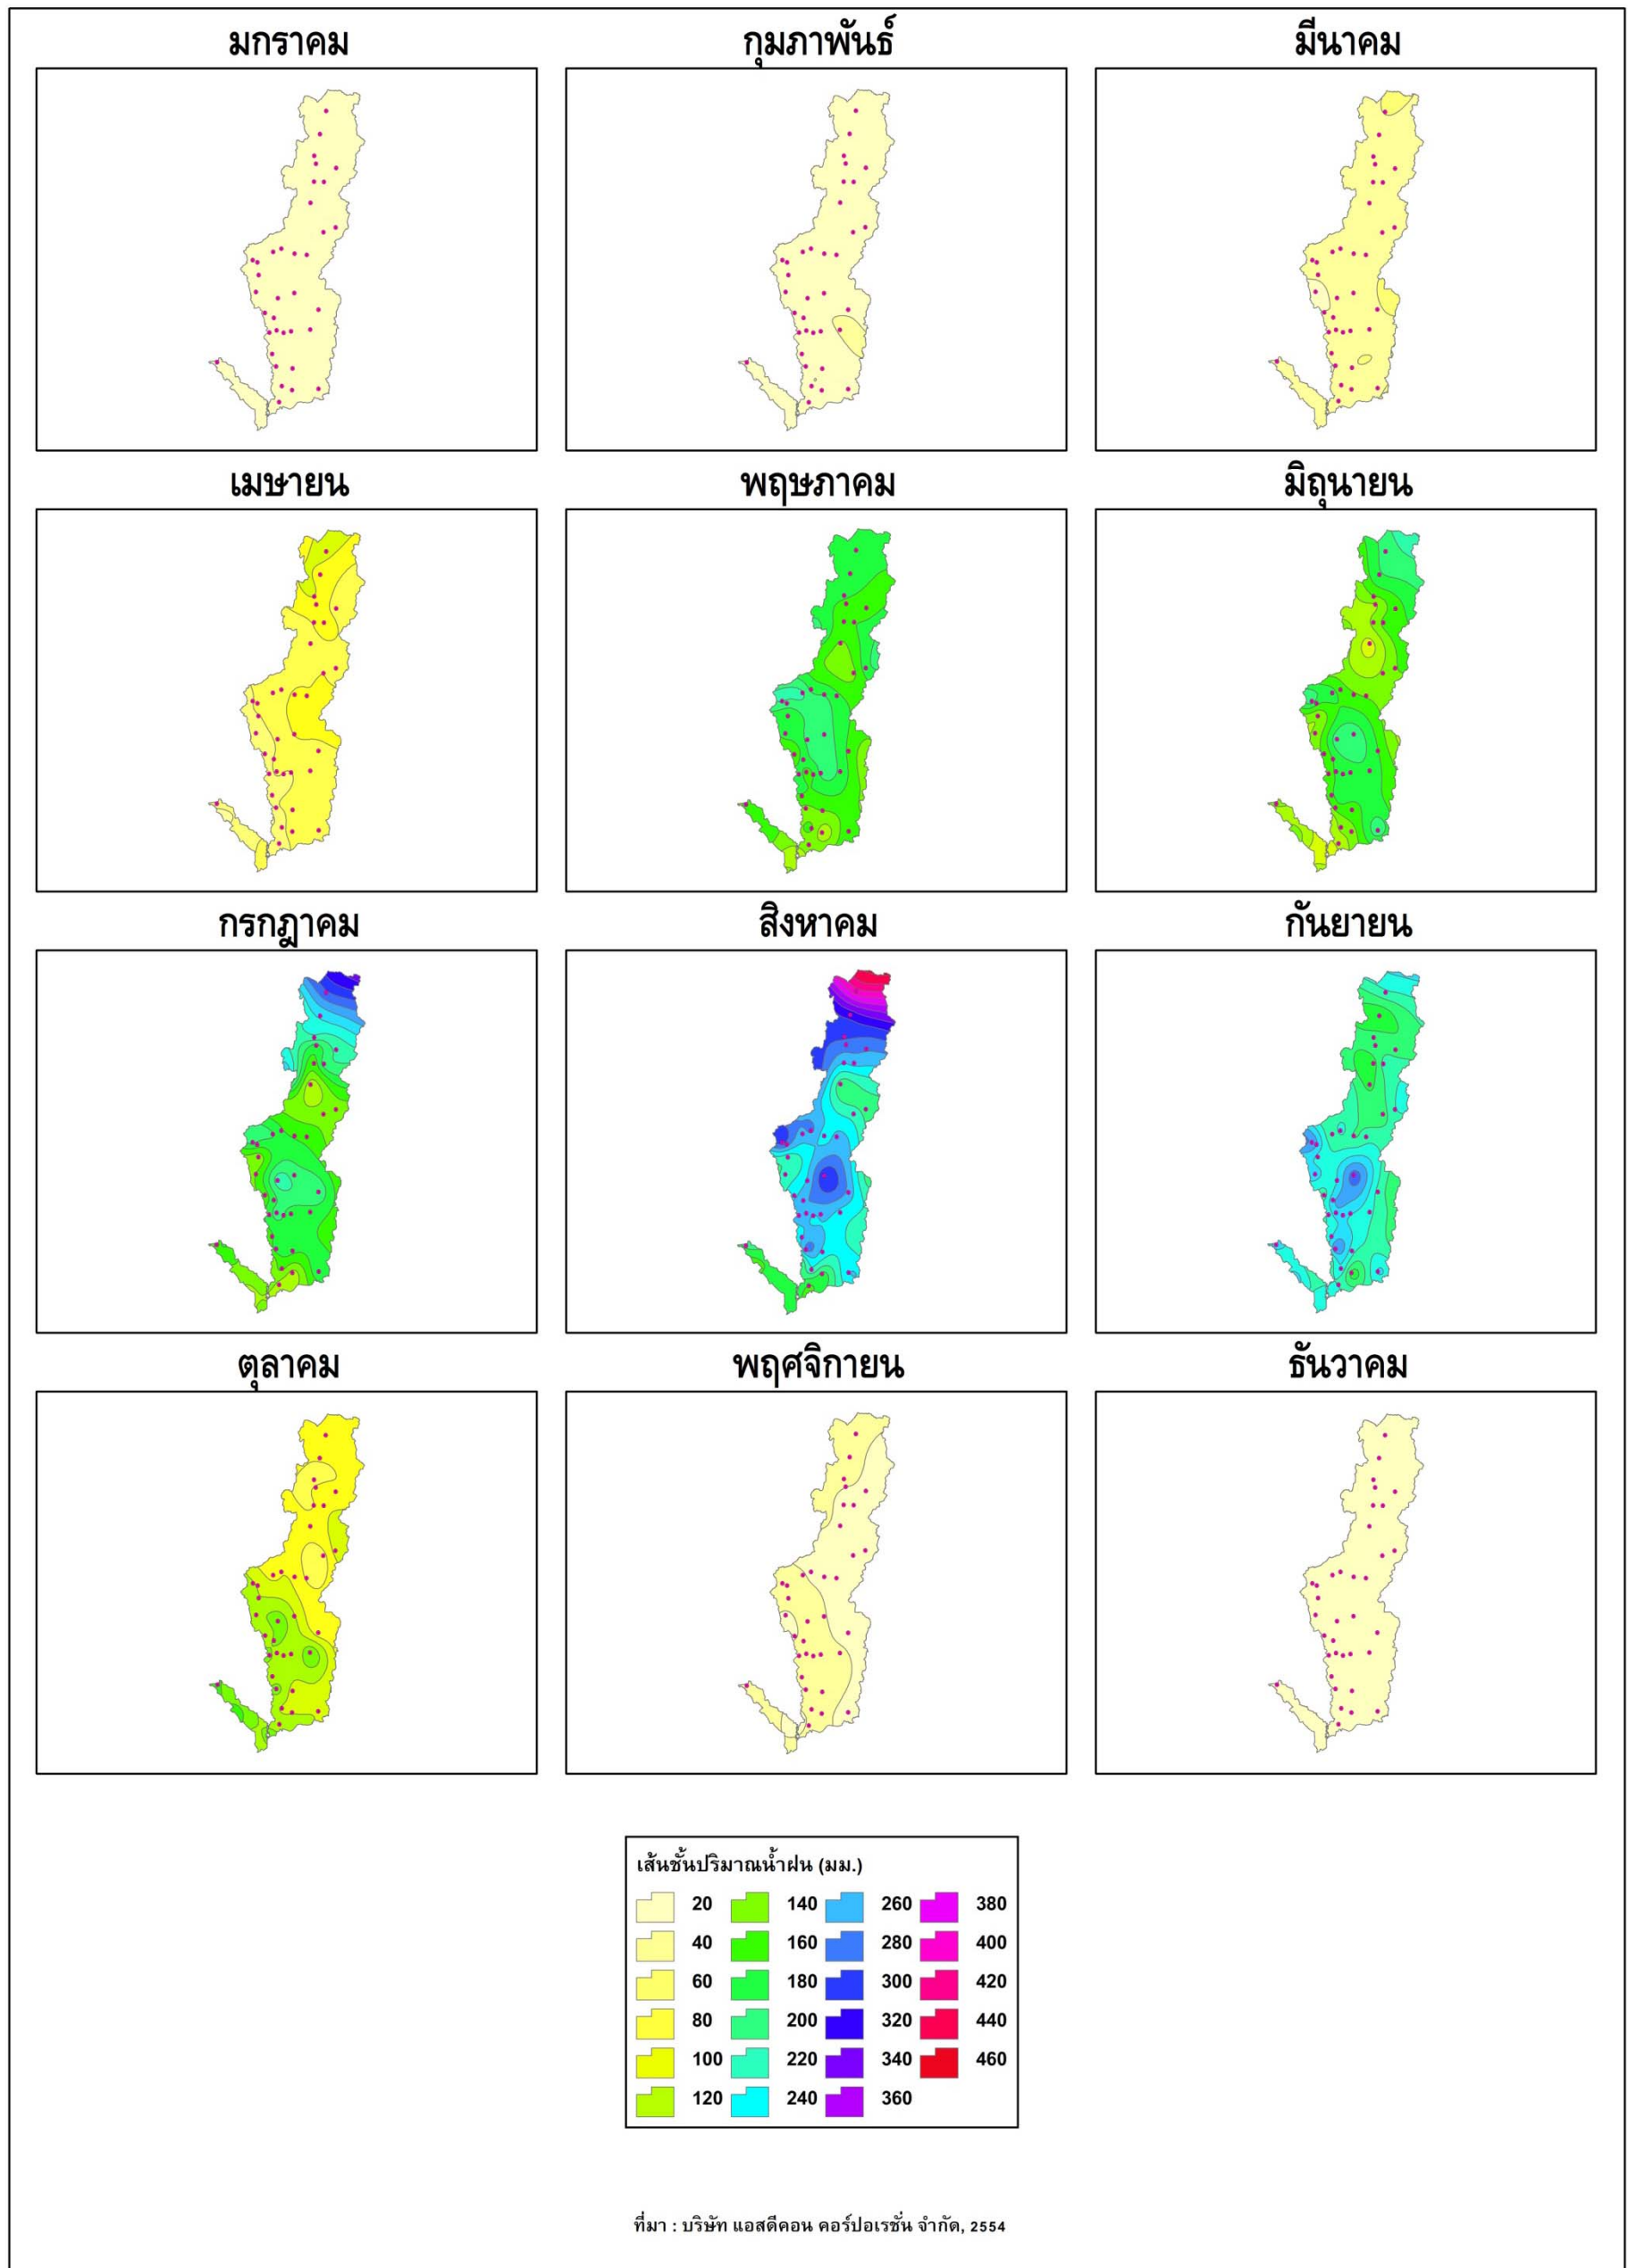 มกราคม กุมภาพันธ์ มีนาคม
เมษายน พฤษภาคม มิถุนายน
กรกฎาคม สิงหาคม กันยายน
ตุลาคม พฤศจิกายน ธันวาคม
เส้นชั้นปริมาณน้ำฝน (มม.)
20 140 260 380
40 160 280 400
60 180 300 420
80 200 320 440
100 220 340 460
120 240 360
ที่มา : บริษัท แอสดีคอน คอร์ปอเรชั่น จำกัด, 2554